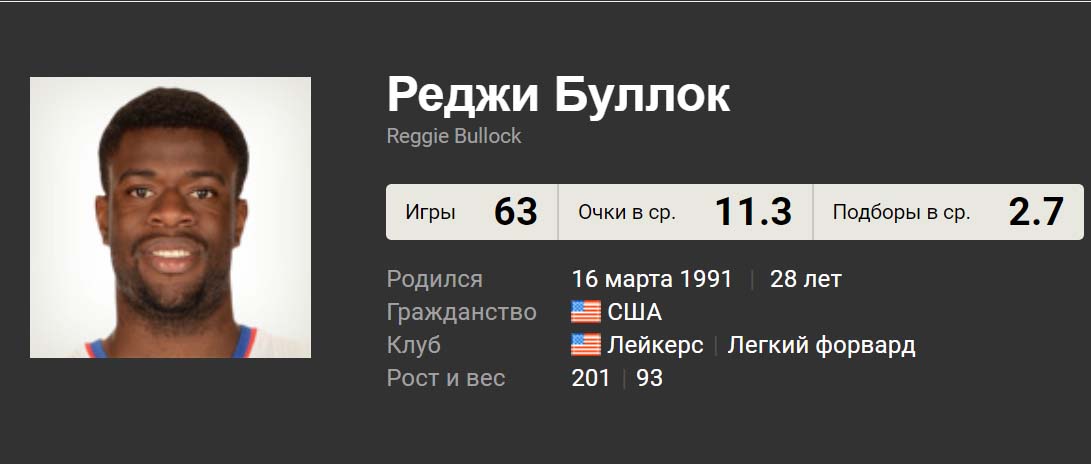 Реджи Буллок
Reggie Bullock
Игры 63 Очки в ср. 11.3 Подборы в ср. 2.7
Родился 16 марта 1991 | 28 лет
Гражданство США
Клуб Лейкерс | Легкий форвард
Рост и вес 201 | 93